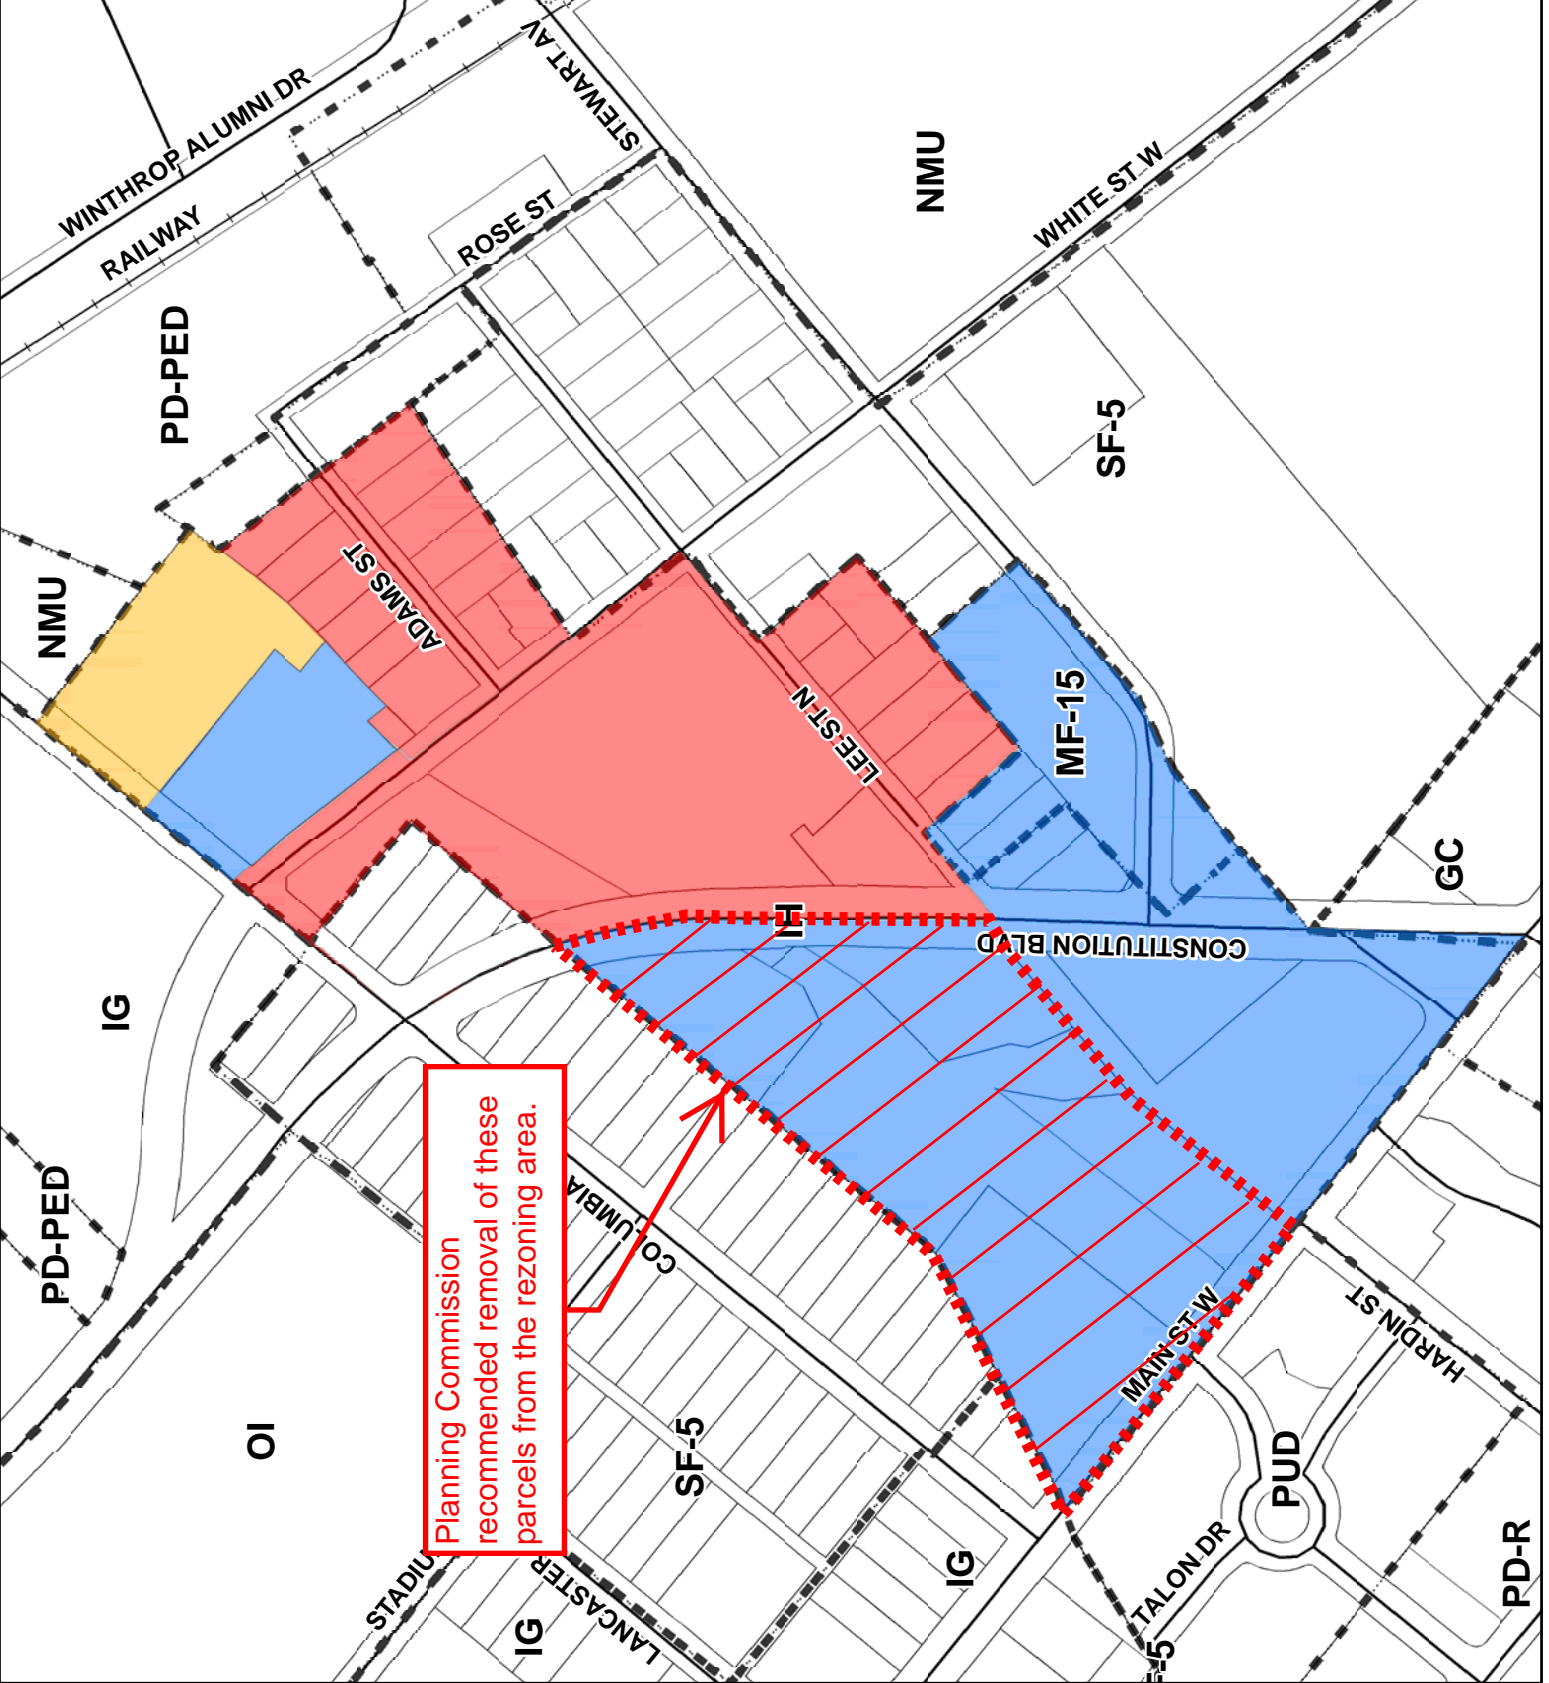 WINTHROP ALUMNI DR
RAILWAY
STEWART AV
ROSE ST
NMU
WHITE ST W
PD-PED
SF-5
NMU
ADAMS ST
LEE ST N
MF-15
GC
IH
CONSTITUTION BLVD
IG
PD-PED
Planning Commission
recommended removal of these
parcels from the rezoning area.
COLUMBIA
OI
SF-5
MAIN ST W
HARDIN ST
PUD
STADIU
LANCASTER
IG
IG
TALON DR
PD-R
-5